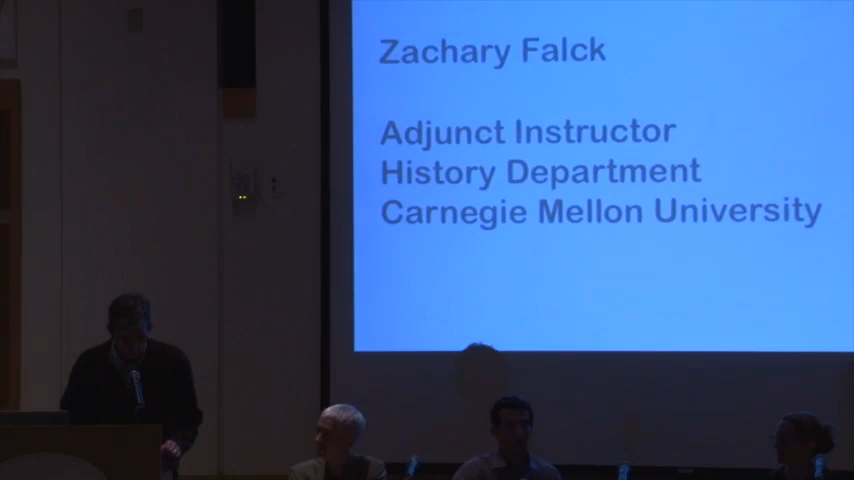 Zachary Falck
Adjunct Instructor
History Department
Carnegie Mellon University